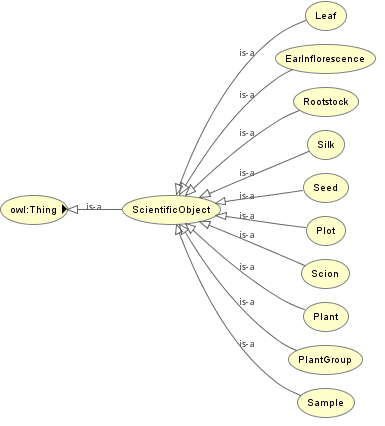 Leaf
is-a
EarInflorescence
is-a
Rootstock
is-a
Silk
is-a
Seed
is-a
owl:Thing
is-a
ScientificObject
is-a
Plot
is-a
Scion
is-a
Plant
is-a
PlantGroup
is-a
Sample